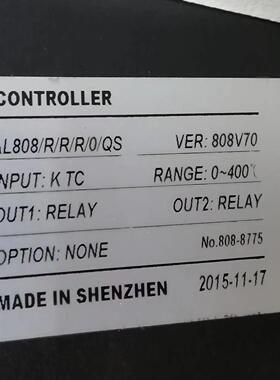 CONTROLLER
AL808/R/R/R/0/QS VER: 808V70
INPUT: K TC RANGE: 0~400℃
OUT1: RELAY OUT2: RELAY
OPTION: NONE No.808-8775
MADE IN SHENZHEN 2015-11-17